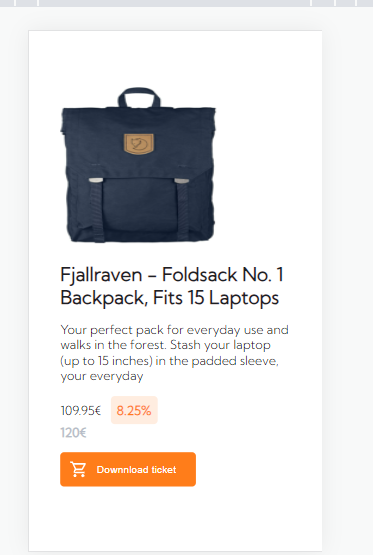 Fjallraven - Foldsack No. 1
Backpack, Fits 15 Laptops
Your perfect pack for everyday use and
walks in the forest. Stash your laptop
(up to 15 inches) in the padded sleeve,
your everyday
109.95€ 8.25%
120€
Downnload ticket